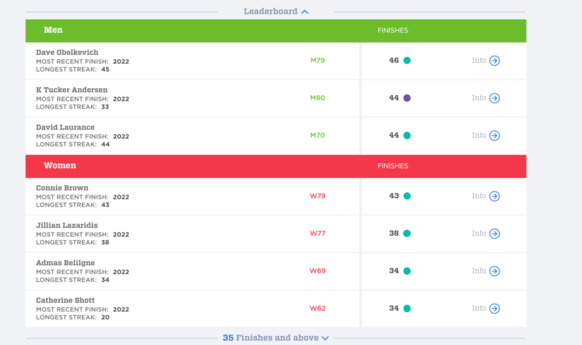 Leaderboard
Men FINISHES
Dave Obelkevich
MOST RECENT FINISH: 2022
LONGEST STREAK: 45
M79 46 Info
K Tucker Andersen
MOST RECENT FINISH: 2022
LONGEST STREAK: 33
M80 44 Info
David Laurance
MOST RECENT FINISH: 2022
LONGEST STREAK: 44
M70 44 Info
Women FINISHES
Connie Brown
MOST RECENT FINISH: 2022
LONGEST STREAK: 43
W79 43 Info
Jillian Lazaridis
MOST RECENT FINISH: 2022
LONGEST STREAK: 38
W77 38 Info
Admas Belilgne
MOST RECENT FINISH: 2022
LONGEST STREAK: 34
W69 34 Info
Catherine Shott
MOST RECENT FINISH: 2022
LONGEST STREAK: 20
W62 34 Info
35 Finishes and above